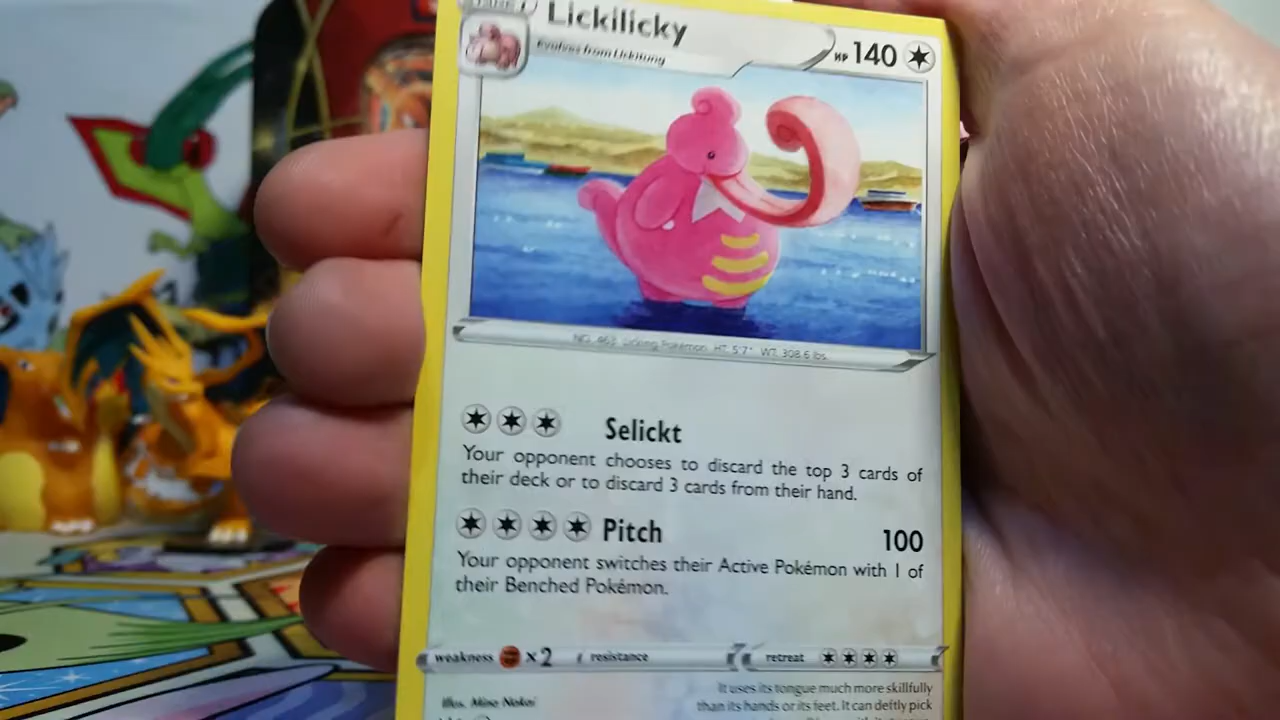 Lickilicky
Evolves from Lickitung
HP 140
NO. 463 Licking Pokémon HT 5'7" WT 308.6 lbs.
Selickt
Your opponent chooses to discard the top 3 cards of
their deck or to discard 3 cards from their hand.
Pitch 100
Your opponent switches their Active Pokémon with 1 of
their Benched Pokémon.
weakness ×2 resistance retreat
Illus. Mina Nakai
It uses its tongue much more skillfully
than its hands or its feet. It can deftly pick